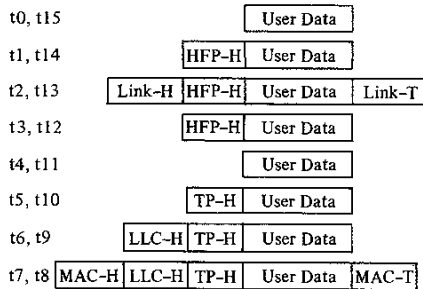 t0, t15 User Data
t1, t14 HFP-H User Data
t2, t13 Link-H HFP-H User Data Link-T
t3, t12 HFP-H User Data
t4, t11 User Data
t5, t10 TP-H User Data
t6, t9 LLC-H TP-H User Data
t7, t8 MAC-H LLC-H TP-H User Data MAC-T